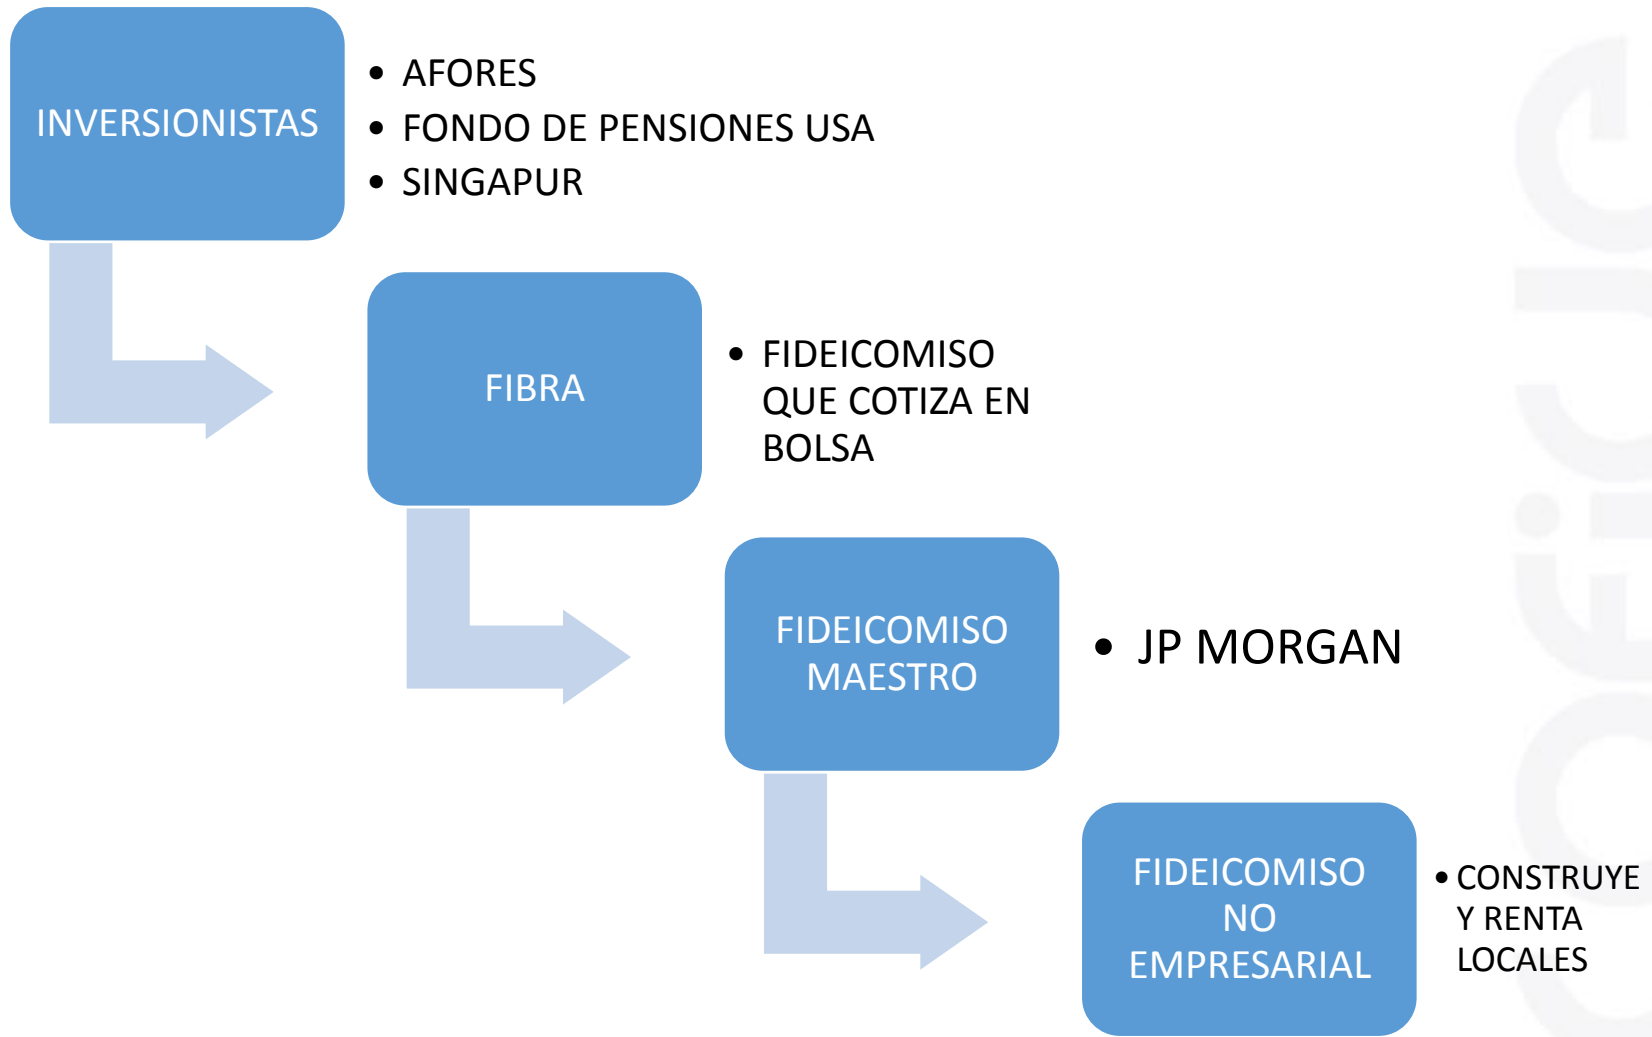 INVERSIONISTAS
• AFORES
• FONDO DE PENSIONES USA
• SINGAPUR
FIBRA
• FIDEICOMISO
QUE COTIZA EN
BOLSA
FIDEICOMISO
MAESTRO
• JP MORGAN
FIDEICOMISO
NO
EMPRESARIAL
• CONSTRUYE
Y RENTA
LOCALES